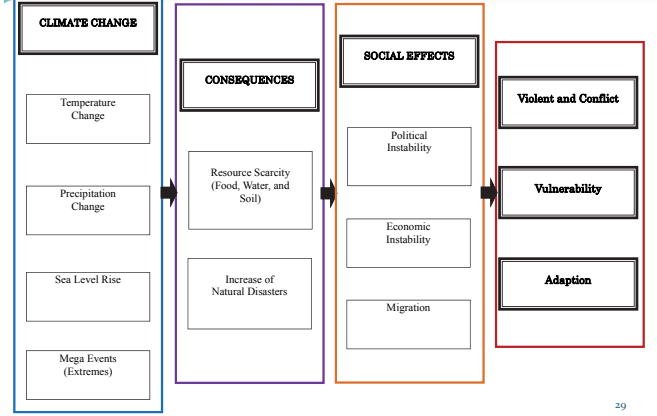 CLIMATE CHANGE
Temperature
Change
Precipitation
Change
Sea Level Rise
Mega Events
(Extremes)
CONSEQUENCES
Resource Scarcity
(Food, Water, and
Soil)
Increase of
Natural Disasters
SOCIAL EFFECTS
Political
Instability
Economic
Instability
Migration
Violent and Conflict
Vulnerability
Adaption
29